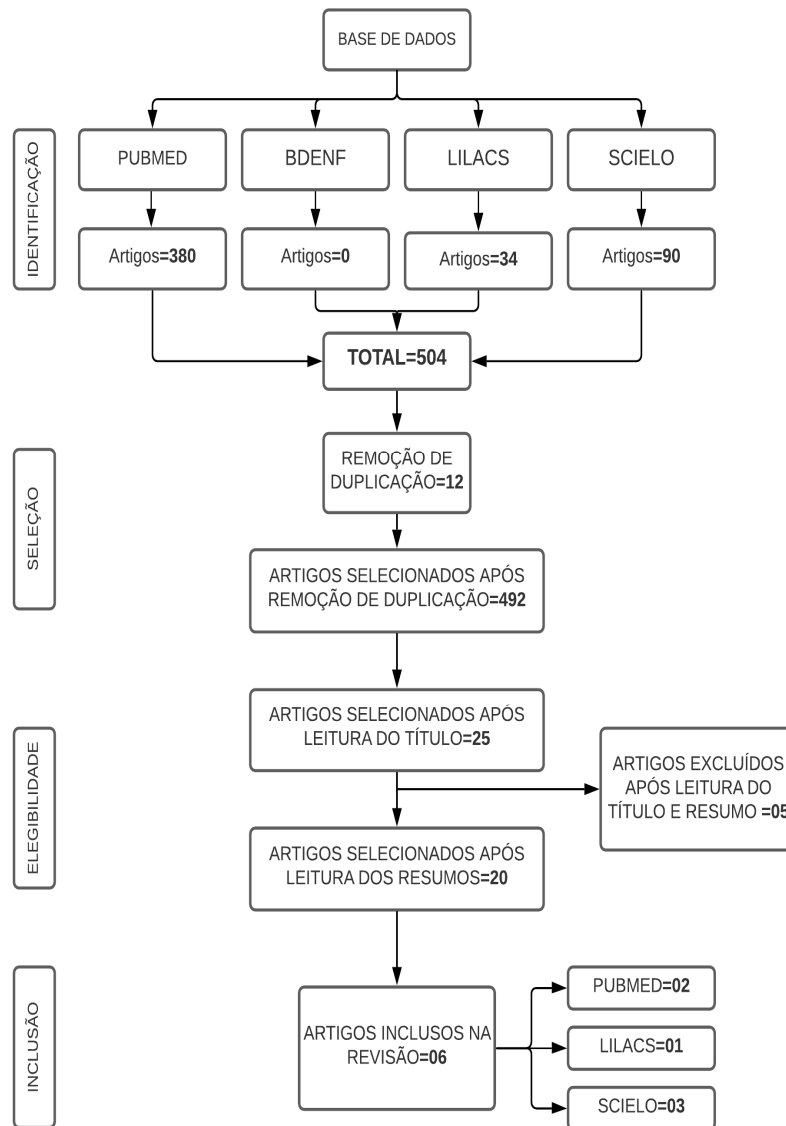 BASE DE DADOS
IDENTIFICAÇÃO
PUBMED
BDENF
LILACS
SCIELO
Artigos=380
Artigos=0
Artigos=34
Artigos=90
TOTAL=504
SELEÇÃO
REMOÇÃO DE
DUPLICAÇÃO=12
ARTIGOS SELECIONADOS APÓS
REMOÇÃO DE DUPLICAÇÃO=492
ELEGIBILIDADE
ARTIGOS SELECIONADOS APÓS
LEITURA DO TÍTULO=25
ARTIGOS EXCLUÍDOS
APÓS LEITURA DO
TÍTULO E RESUMO =05
ARTIGOS SELECIONADOS APÓS
LEITURA DOS RESUMOS=20
INCLUSÃO
ARTIGOS INCLUSOS NA
REVISÃO=06
PUBMED=02
LILACS=01
SCIELO=03